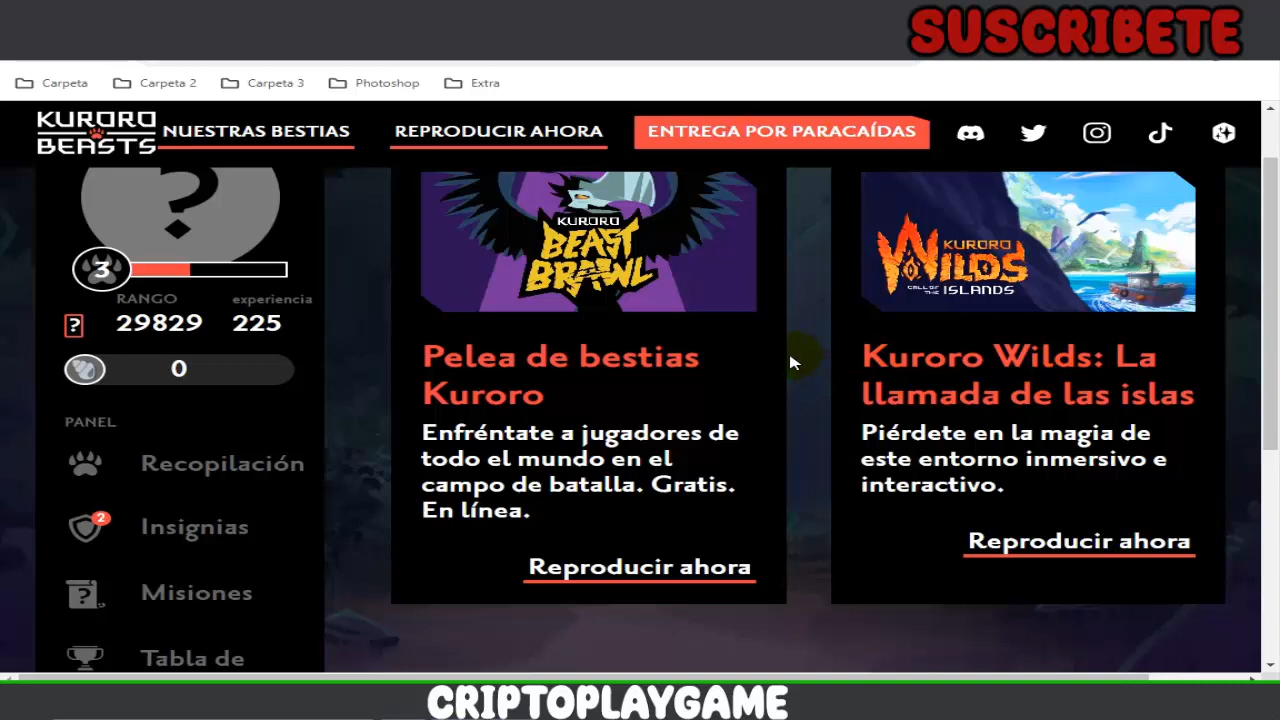 SUSCRIBETE
Carpeta Carpeta 2 Carpeta 3 Photoshop Extra
KURORO
BEASTS
NUESTRAS BESTIAS REPRODUCIR AHORA ENTREGA POR PARACAÍDAS
?
3
RANGO experiencia
? 29829 225
0
PANEL
Recopilación
2
Insignias
? Misiones
Tabla de
KURORO
BEAST
BRAWL
Pelea de bestias
Kuroro
Enfréntate a jugadores de
todo el mundo en el
campo de batalla. Gratis.
En línea.
Reproducir ahora
KURORO
WILDS
CALL OF THE ISLANDS
Kuroro Wilds: La
llamada de las islas
Piérdete en la magia de
este entorno inmersivo e
interactivo.
Reproducir ahora
CRIPTOPLAYGAME